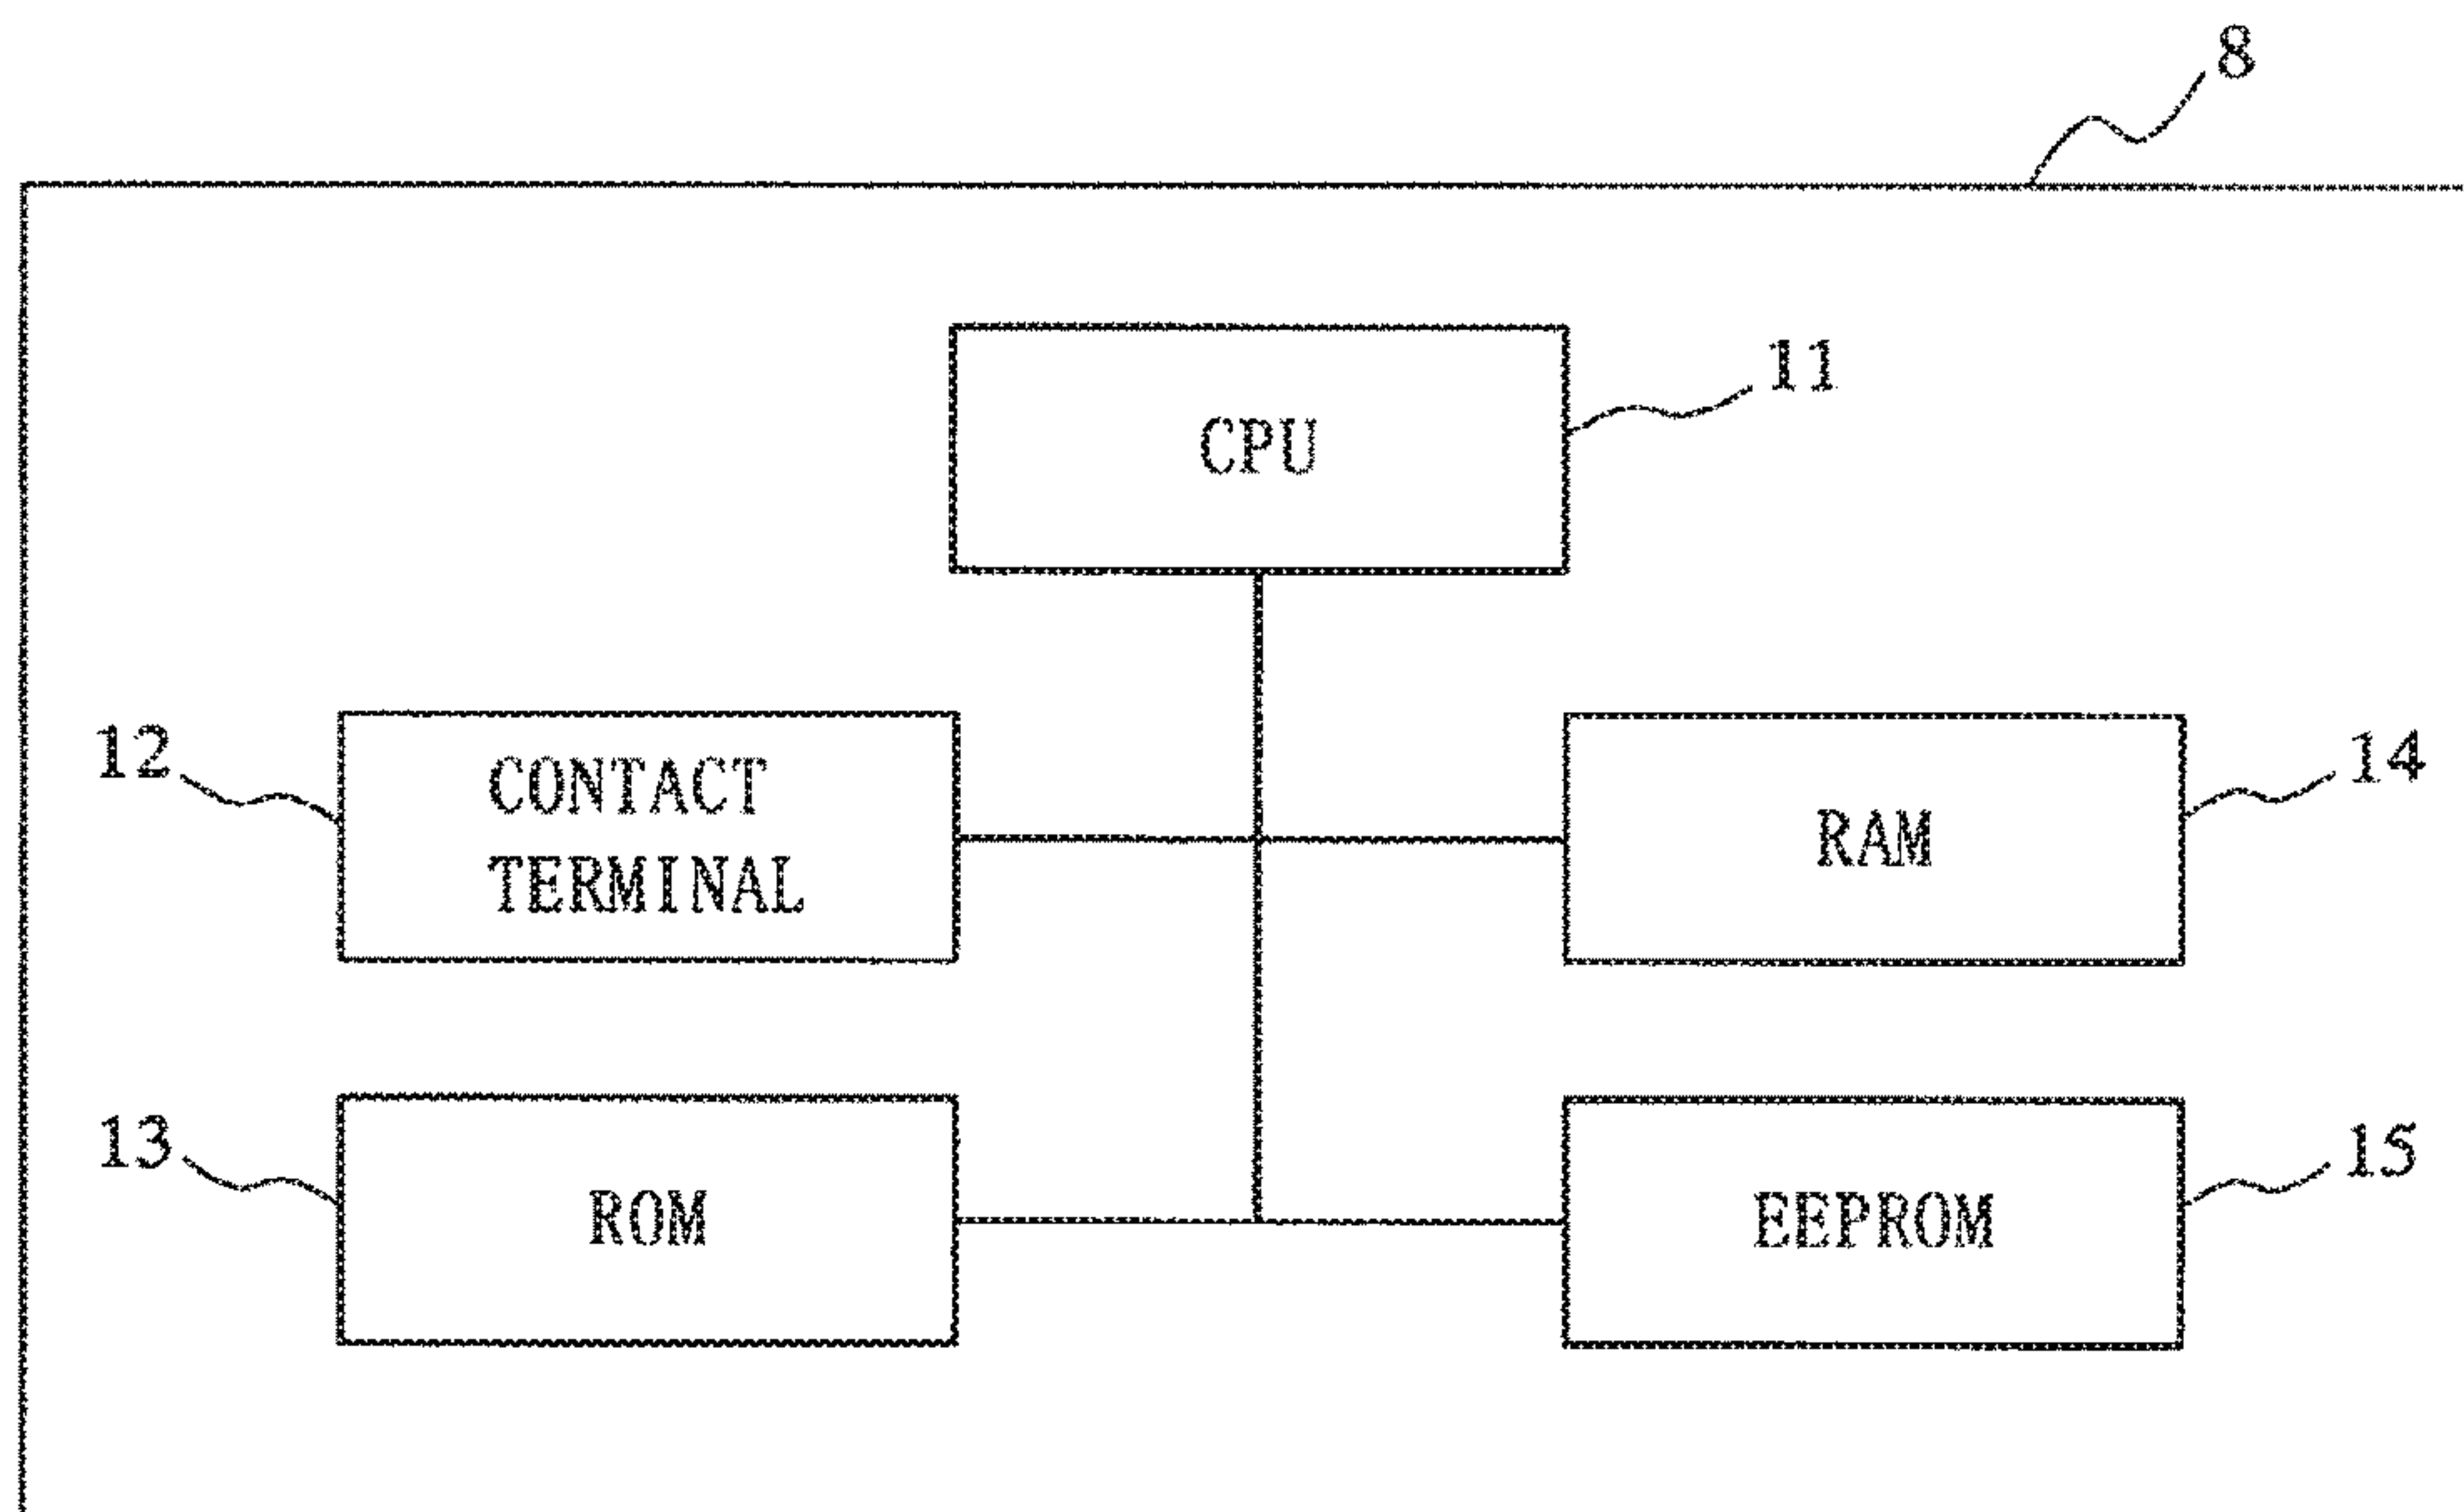 8
CPU
11
12
CONTACT
TERMINAL
RAM
14
13
ROM
EEPROM
15